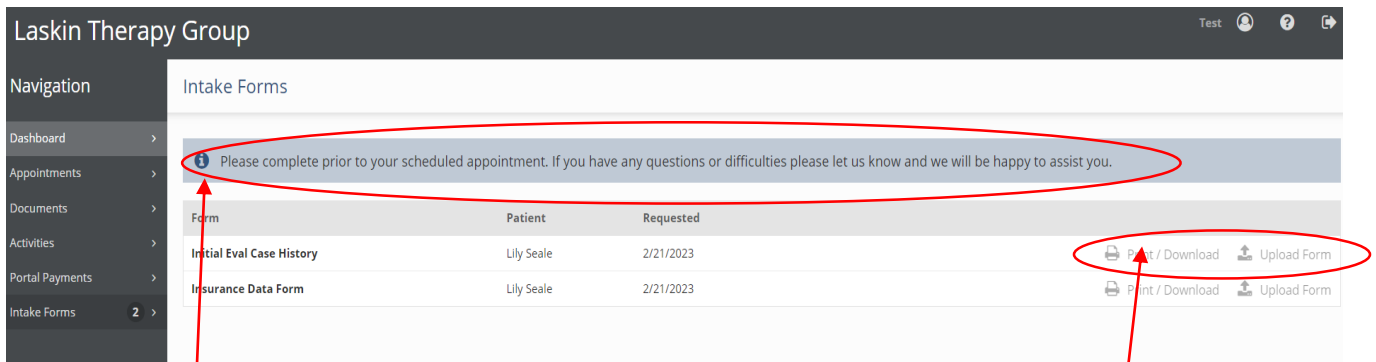 Laskin Therapy Group
Test
Navigation
Intake Forms
Dashboard
Please complete prior to your scheduled appointment. If you have any questions or difficulties please let us know and we will be happy to assist you.
Appointments
Documents
Form Patient Requested
Activities
Initial Eval Case History Lily Seale 2/21/2023 Print / Download Upload Form
Portal Payments
Insurance Data Form Lily Seale 2/21/2023 Print / Download Upload Form
Intake Forms 2